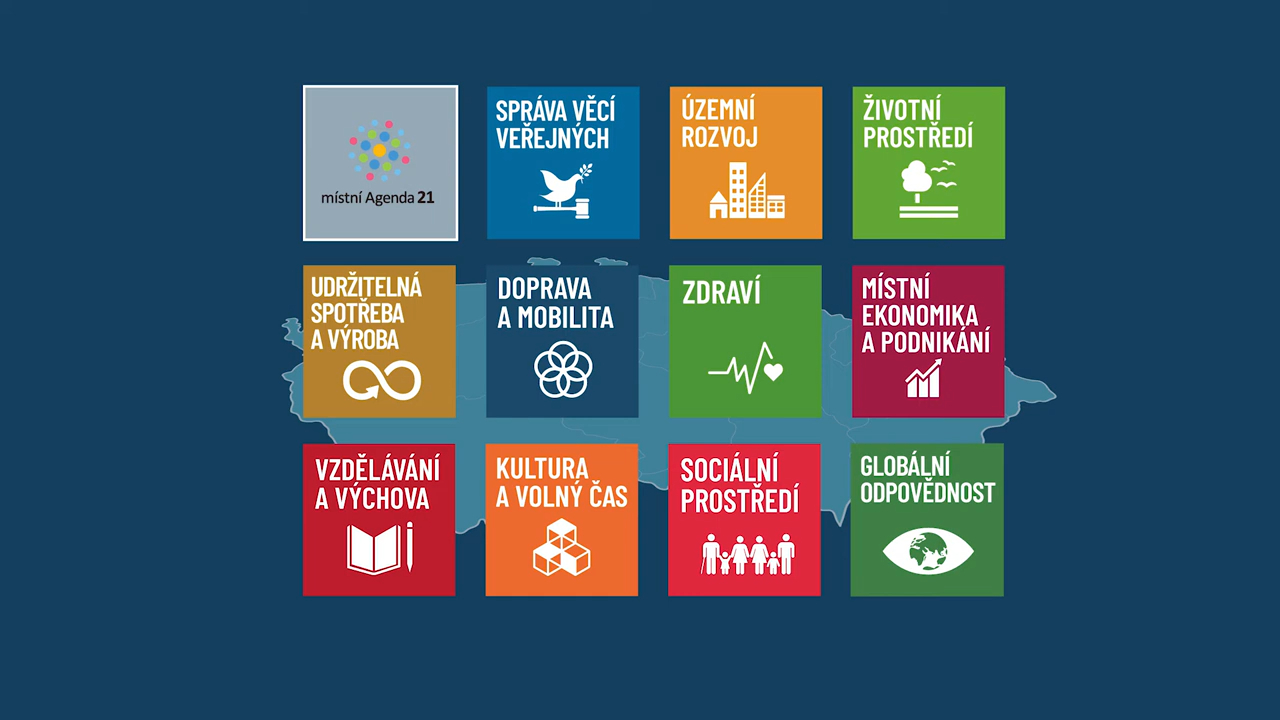 místní Agenda 21
SPRÁVA VĚCÍ
VEŘEJNÝCH
ÚZEMNÍ
ROZVOJ
ŽIVOTNÍ
PROSTŘEDÍ
UDRŽITELNÁ
SPOTŘEBA
A VÝROBA
DOPRAVA
A MOBILITA
ZDRAVÍ
MÍSTNÍ
EKONOMIKA
A PODNIKÁNÍ
VZDĚLÁVÁNÍ
A VÝCHOVA
KULTURA
A VOLNÝ ČAS
SOCIÁLNÍ
PROSTŘEDÍ
GLOBÁLNÍ
ODPOVĚDNOST